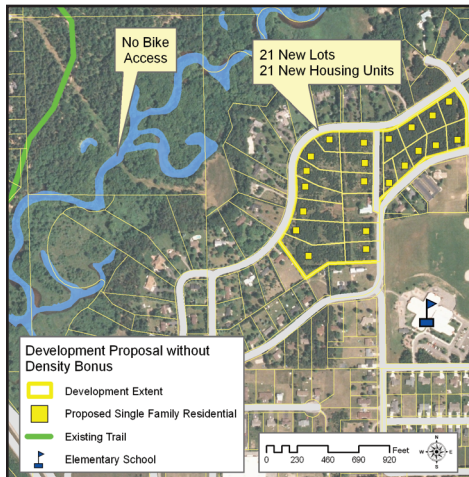 No Bike
Access
21 New Lots
21 New Housing Units
Development Proposal without
Density Bonus
Development Extent
Proposed Single Family Residential
Existing Trail
Elementary School
Feet
0 230 460 690 920
N
W E
S